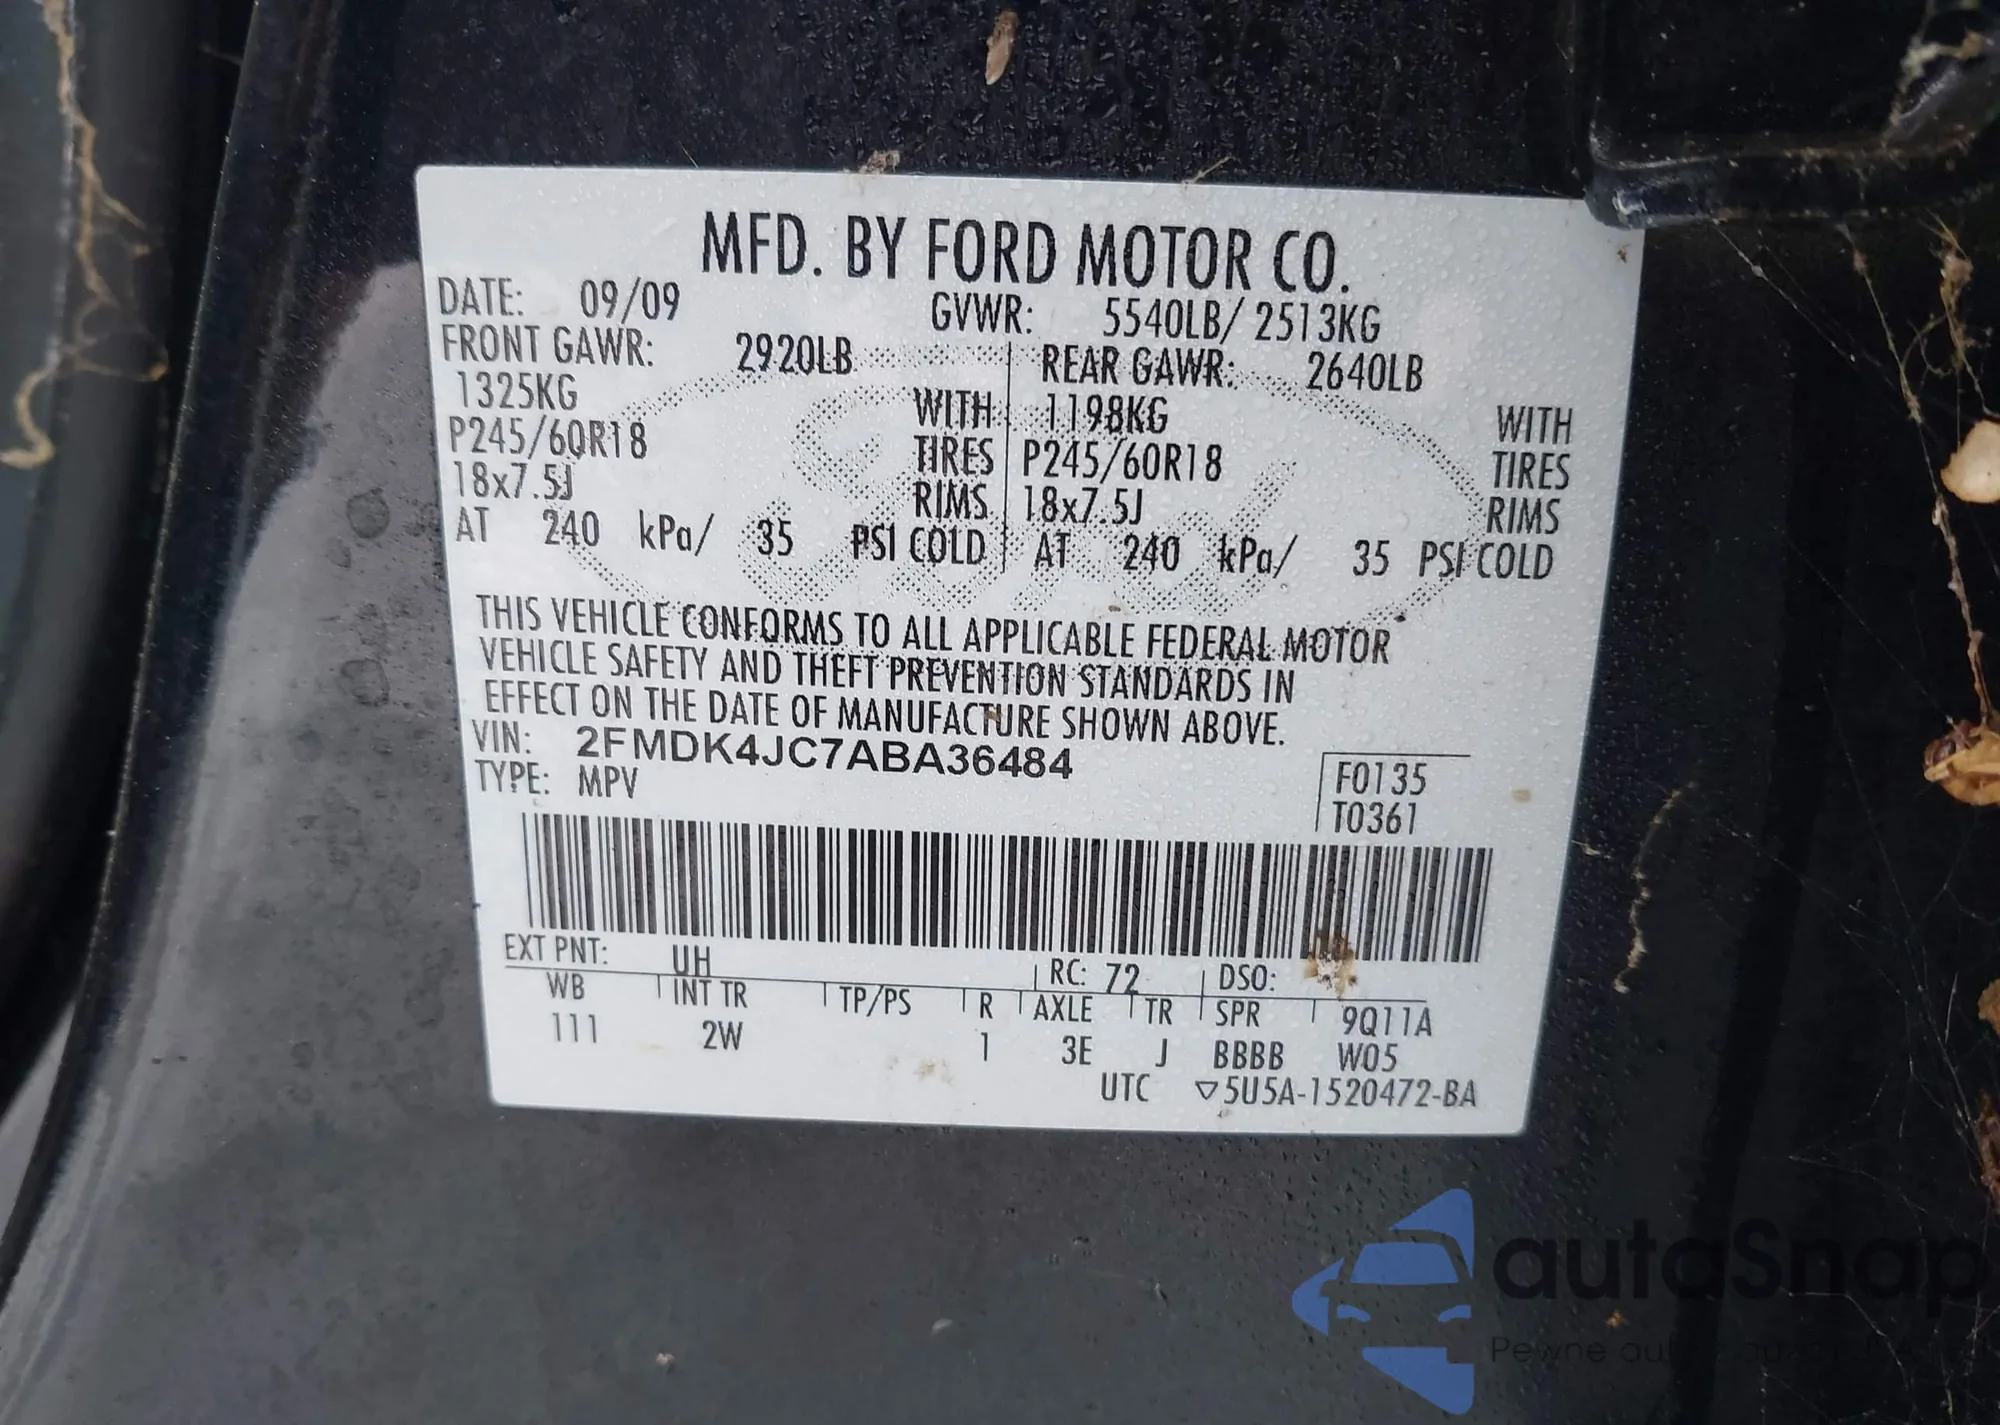 MFD. BY FORD MOTOR CO.
DATE: 09/09 GVWR: 5540LB/ 2513KG
FRONT GAWR: 2920LB REAR GAWR: 2640LB
1325KG WITH 1198KG WITH
P245/60R18 TIRES P245/60R18 TIRES
18x7.5J RIMS 18x7.5J RIMS
AT 240 kPa/ 35 PSI COLD AT 240 kPa/ 35 PSI COLD
THIS VEHICLE CONFORMS TO ALL APPLICABLE FEDERAL MOTOR
VEHICLE SAFETY AND THEFT PREVENTION STANDARDS IN
EFFECT ON THE DATE OF MANUFACTURE SHOWN ABOVE.
VIN: 2FMDK4JC7ABA36484
TYPE: MPV
F0135
T0361
EXT PNT: UH RC: 72 DSO:
WB INT TR TP/PS R AXLE TR SPR 9Q11A
111 2W 1 3E J BBBB W05
UTC ▽5U5A-1520472-BA
autaSnap
Pewne auta